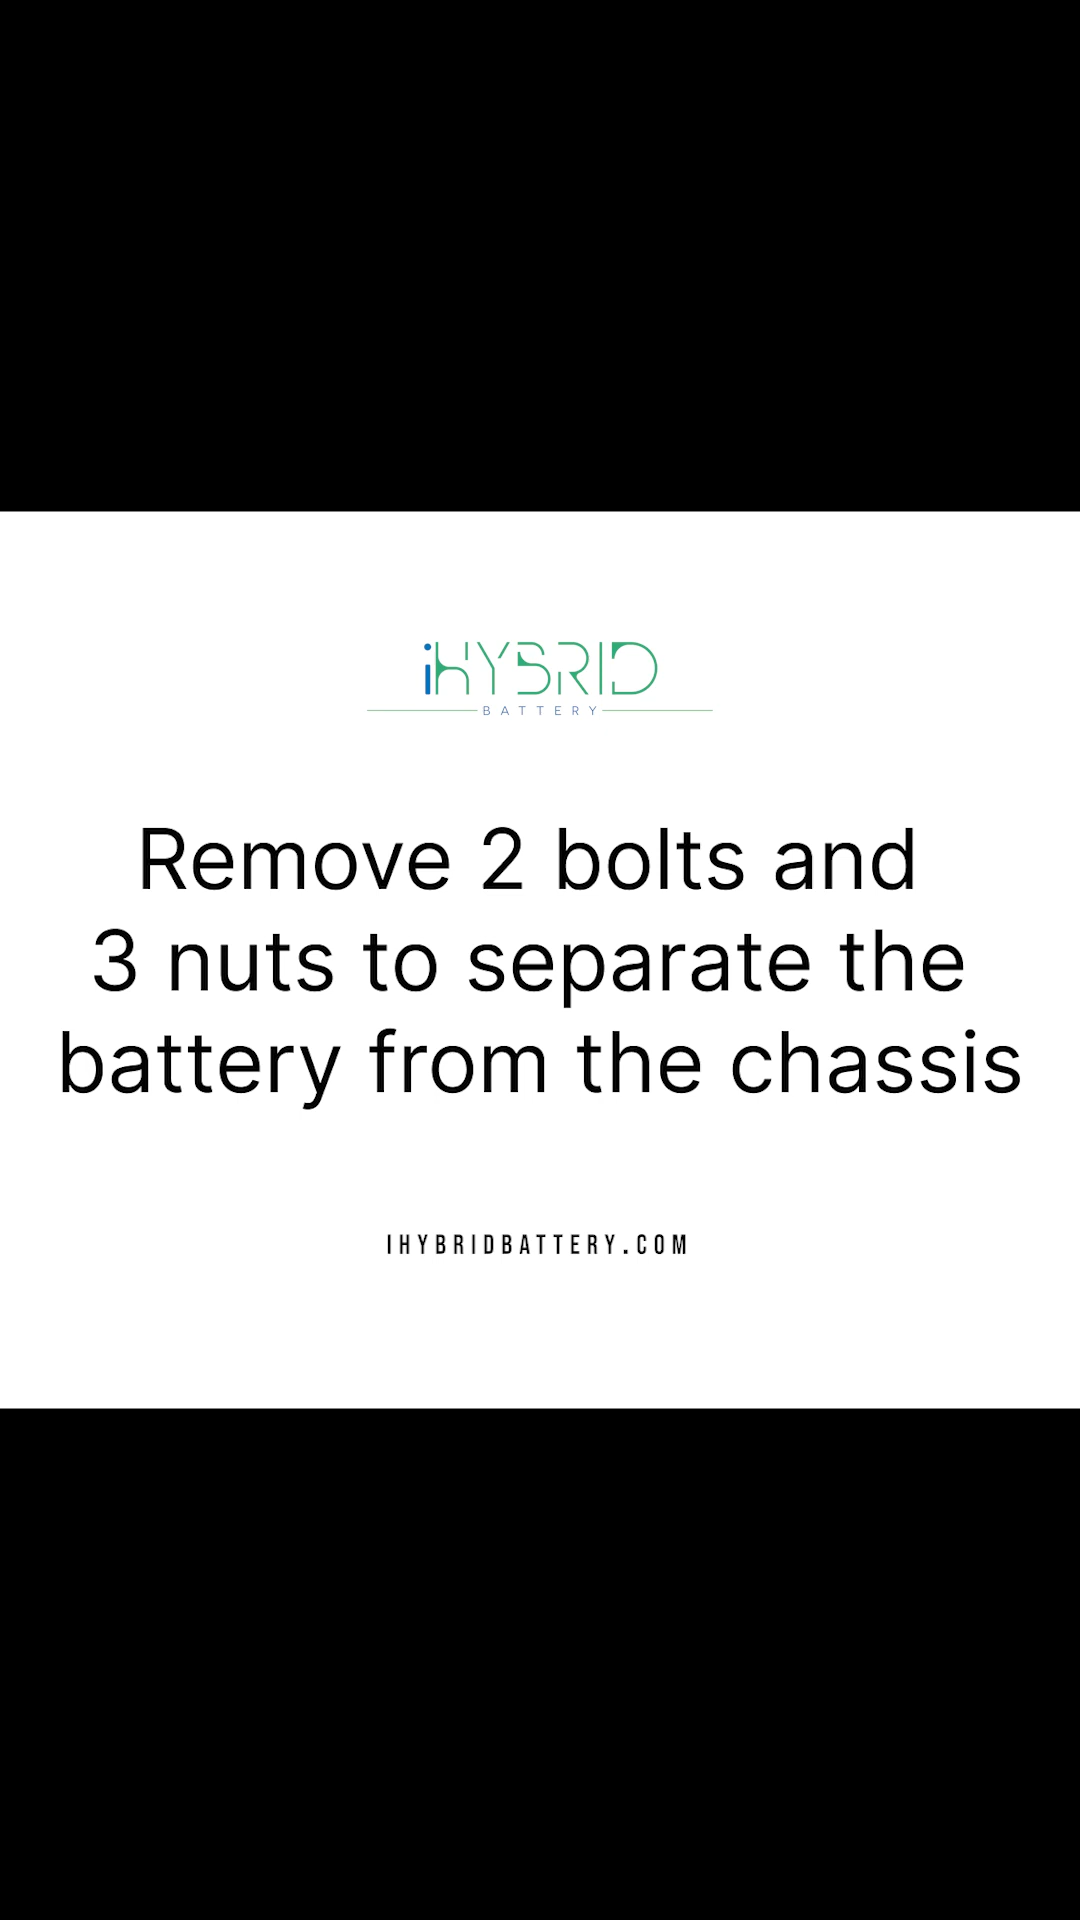 iHYBRID
BATTERY
Remove 2 bolts and
3 nuts to separate the
battery from the chassis
IHYBRIDBATTERY.COM